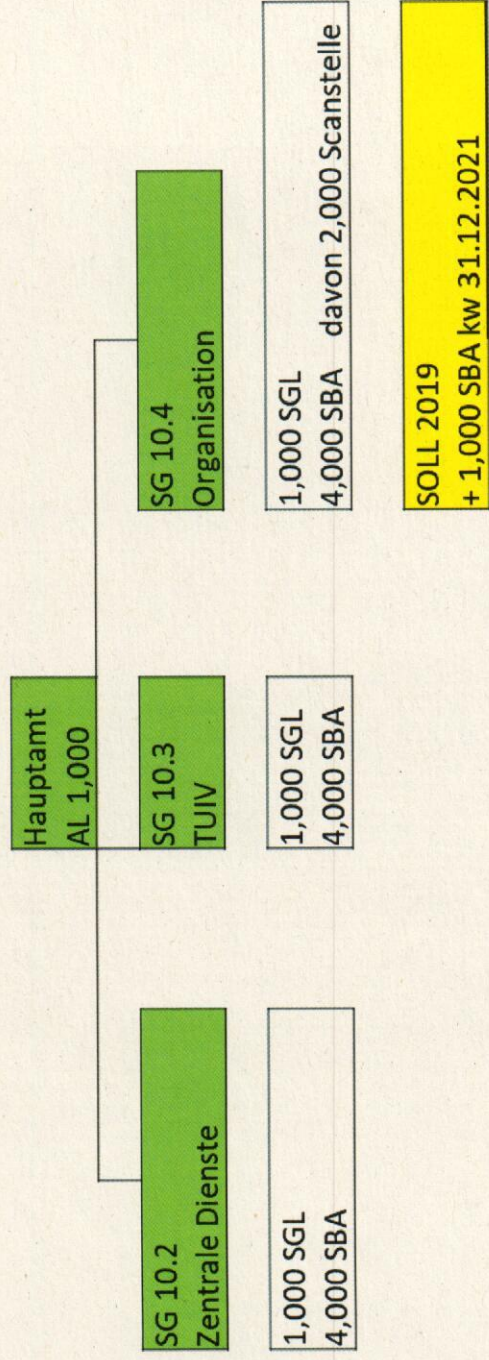 Hauptamt
AL 1,000
SG 10.2
Zentrale Dienste
1,000 SGL
4,000 SBA
SG 10.3
TUIV
1,000 SGL
4,000 SBA
SG 10.4
Organisation
1,000 SGL
4,000 SBA davon 2,000 Scanstelle
SOLL 2019
+ 1,000 SBA kw 31.12.2021